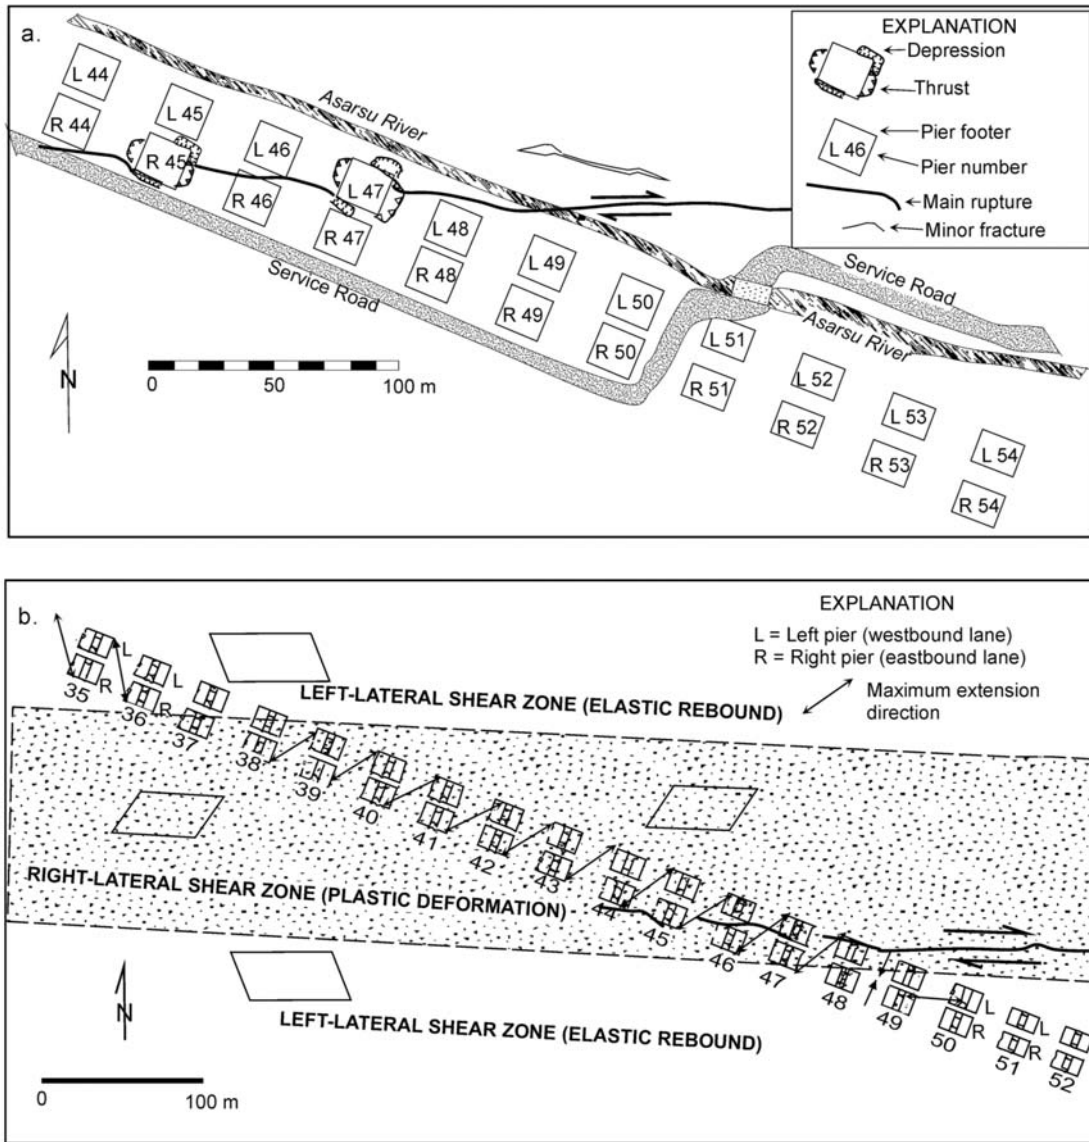 a.
EXPLANATION
Depression
Thrust
L 46
Pier footer
Pier number
Main rupture
Minor fracture
Asarsu River
L 44
R 44
L 45
R 45
L 46
R 46
L 47
R 47
L 48
R 48
L 49
R 49
L 50
R 50
L 51
R 51
L 52
R 52
L 53
R 53
L 54
R 54
Service Road
Service Road
Asarsu River
N
0 50 100 m
b.
EXPLANATION
L = Left pier (westbound lane)
R = Right pier (eastbound lane)
Maximum extension
direction
LEFT-LATERAL SHEAR ZONE (ELASTIC REBOUND)
L
R
35
L
R
36
37
38
39
40
41
42
43
44
45
46
47
48
49
L
R
50
L
R
51
52
RIGHT-LATERAL SHEAR ZONE (PLASTIC DEFORMATION)
LEFT-LATERAL SHEAR ZONE (ELASTIC REBOUND)
N
0 100 m